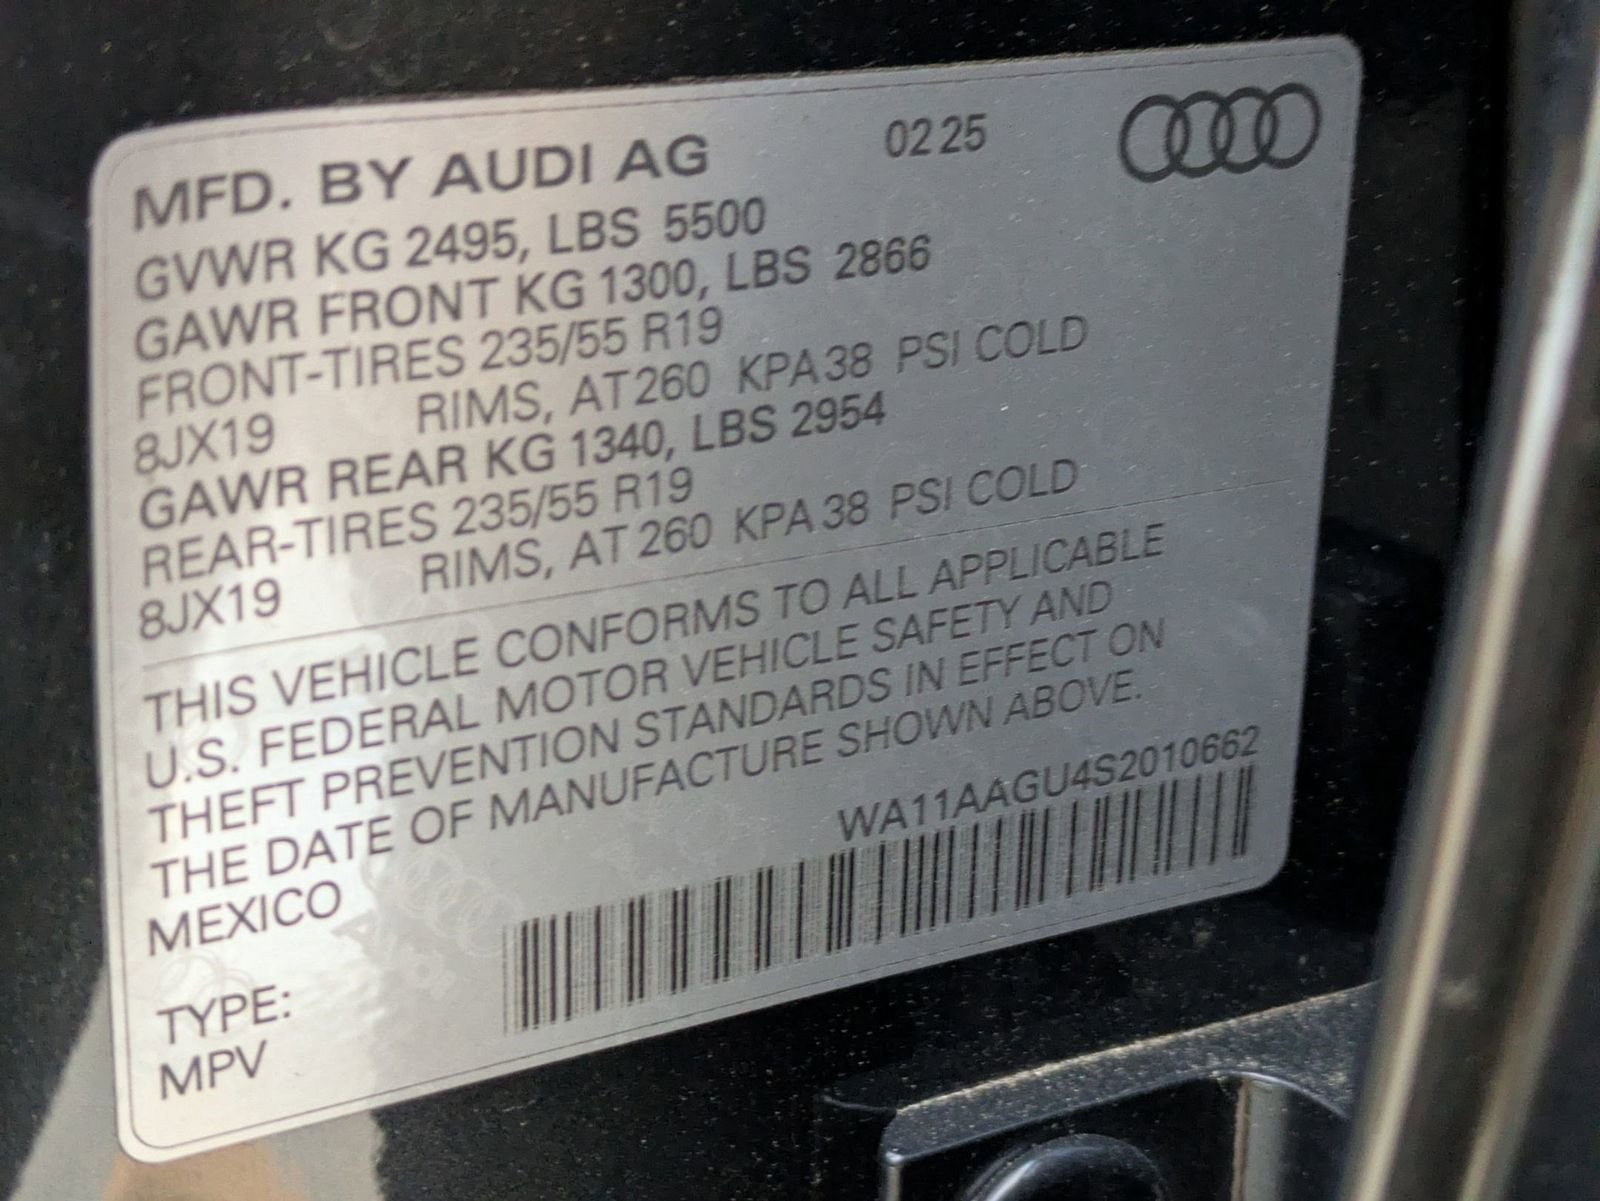 MFD. BY AUDI AG 02 25
GVWR KG 2495, LBS 5500
GAWR FRONT KG 1300, LBS 2866
FRONT-TIRES 235/55 R19
8JX19 RIMS, AT 260 KPA 38 PSI COLD
GAWR REAR KG 1340, LBS 2954
REAR-TIRES 235/55 R19
8JX19 RIMS, AT 260 KPA 38 PSI COLD
THIS VEHICLE CONFORMS TO ALL APPLICABLE
U.S. FEDERAL MOTOR VEHICLE SAFETY AND
THEFT PREVENTION STANDARDS IN EFFECT ON
THE DATE OF MANUFACTURE SHOWN ABOVE.
MEXICO
WA11AAGU4S2010662
TYPE:
MPV